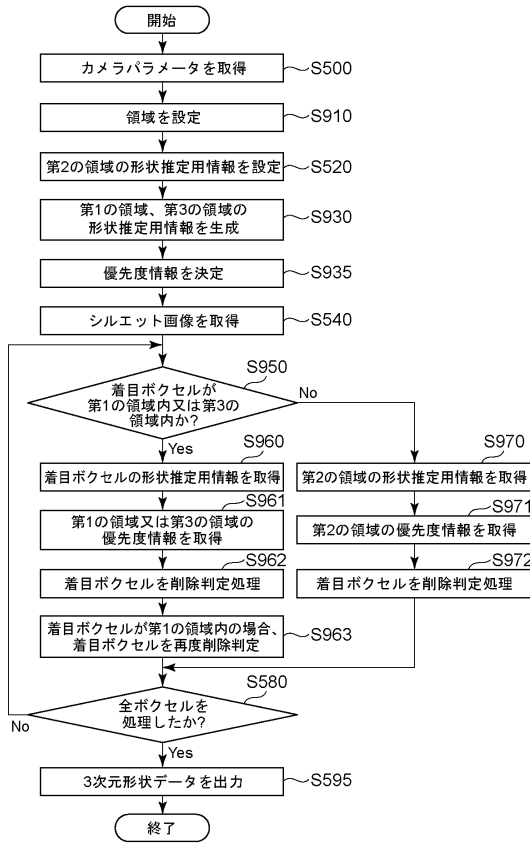 開始
カメラパラメータを取得
S500
領域を設定
S910
第2の領域の形状推定用情報を設定
S520
第1の領域、第3の領域の
形状推定用情報を生成
S930
優先度情報を決定
S935
シルエット画像を取得
S540
S950
着目ボクセルが
第1の領域内又は第3の
領域内か?
No
Yes
S960
着目ボクセルの形状推定用情報を取得
S961
第1の領域又は第3の領域の
優先度情報を取得
S962
着目ボクセルを削除判定処理
着目ボクセルが第1の領域内の場合、
着目ボクセルを再度削除判定
S963
S970
第2の領域の形状推定用情報を取得
S971
第2の領域の優先度情報を取得
S972
着目ボクセルを削除判定処理
S580
全ボクセルを
処理したか?
No
Yes
3次元形状データを出力
S595
終了